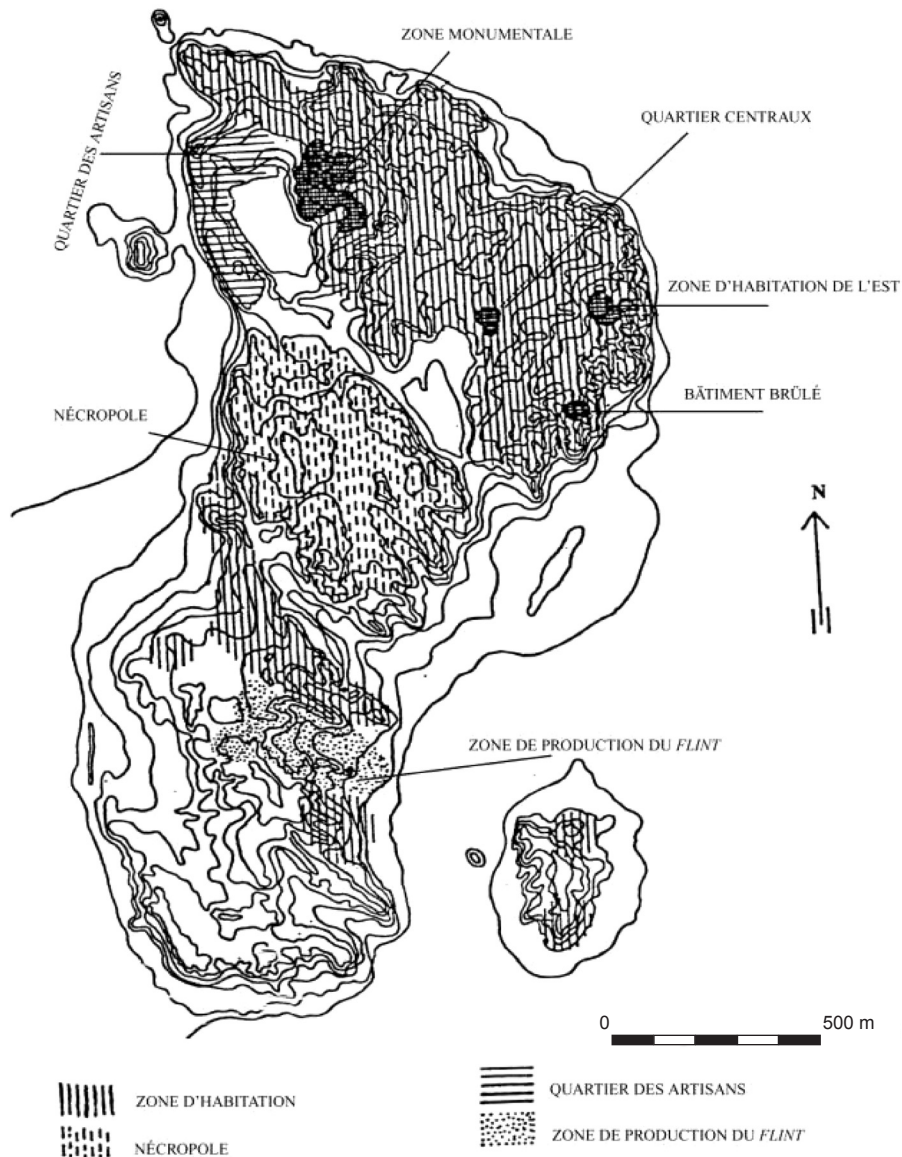 ZONE MONUMENTALE
QUARTIER DES ARTISANS
QUARTIER CENTRAUX
ZONE D'HABITATION DE L'EST
BÂTIMENT BRÛLÉ
NÉCROPOLE
N
ZONE DE PRODUCTION DU FLINT
0 500 m
ZONE D'HABITATION
NÉCROPOLE
QUARTIER DES ARTISANS
ZONE DE PRODUCTION DU FLINT